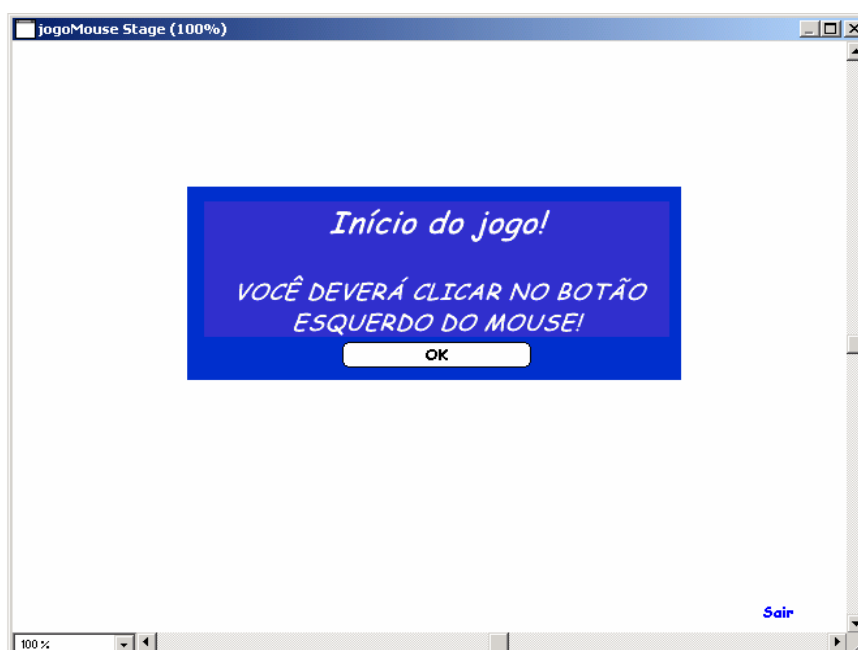 jogoMouse Stage (100%)
Início do jogo!
VOCÊ DEVERÁ CLICAR NO BOTÃO
ESQUERDO DO MOUSE!
OK
Sair
100 %